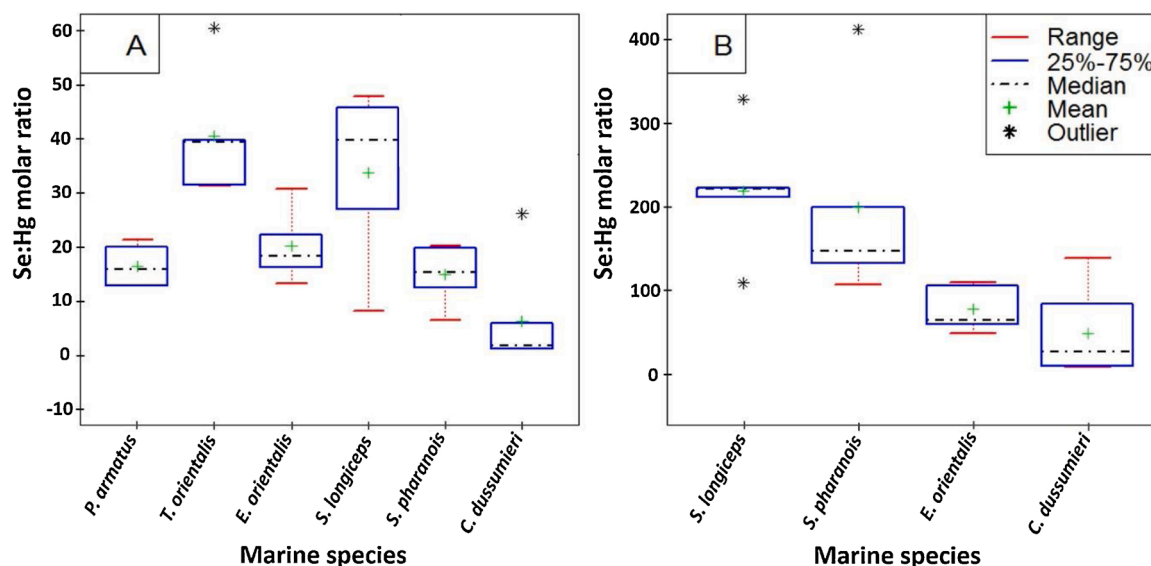 A
Se:Hg molar ratio
60
50
40
30
20
10
0
-10
P. armatus
T. orientalis
E. orientalis
S. longiceps
S. pharanois
C. dussumieri
Marine species
B
Range
25%-75%
Median
Mean
Outlier
Se:Hg molar ratio
400
300
200
100
0
S. longiceps
S. pharanois
E. orientalis
C. dussumieri
Marine species